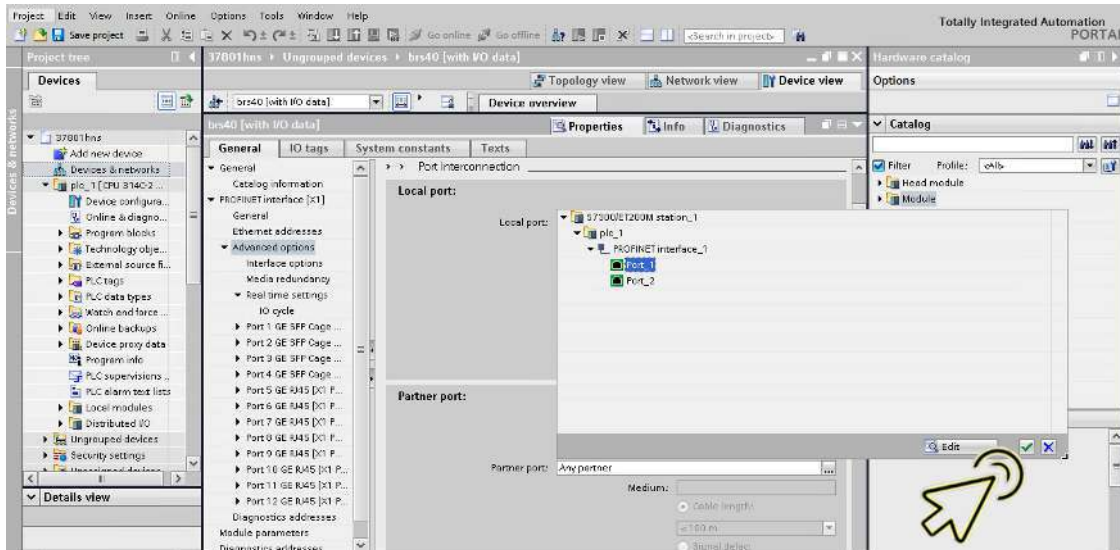 Project Edit View Insert Online Options Tools Window Help
Totally Integrated Automation
PORTAL
Save project
Go online
Go offline
<Search in project>
Project tree
37801hns
Ungrouped devices
brs40 [with I/O data]
Hardware catalog
Devices
Topology view
Network view
Device view
Options
brs40 [with I/O data]
Device overview
Devices & networks
brs40 [with I/O data]
Properties
Info
Diagnostics
Catalog
General
IO tags
System constants
Texts
Filter
Profile:
<All>
Head module
Module
37801hns
Add new device
Devices & networks
plc_1 [CPU 314C-2 ...
Device configura...
Online & diagno...
Program blocks
Technology obje...
External source fi...
PLC tags
PLC data types
Watch and force ...
Online backups
Device proxy data
Program info
PLC supervisions ...
PLC alarm text lists
Local modules
Distributed I/O
Ungrouped devices
Security settings
Details view
General
Catalog information
PROFINET interface [X1]
General
Ethernet addresses
Advanced options
Interface options
Media redundancy
Real time settings
IO cycle
Port 1 GE SFP Cage ...
Port 2 GE SFP Cage ...
Port 3 GE SFP Cage ...
Port 4 GE SFP Cage ...
Port 5 GE RJ45 [X1 P...
Port 6 GE RJ45 [X1 P...
Port 7 GE RJ45 [X1 P...
Port 8 GE RJ45 [X1 P...
Port 9 GE RJ45 [X1 P...
Port 10 GE RJ45 [X1 P...
Port 11 GE RJ45 [X1 P...
Port 12 GE RJ45 [X1 P...
Diagnostics addresses
Module parameters
Diagnostics addresses
Port interconnection
Local port:
Local port:
S7300/ET200M station_1
plc_1
PROFINET interface_1
Port_1
Port_2
Edit
Partner port:
Partner port:
Any partner
...
Medium:
Cable length:
<100 m
Signal delay: